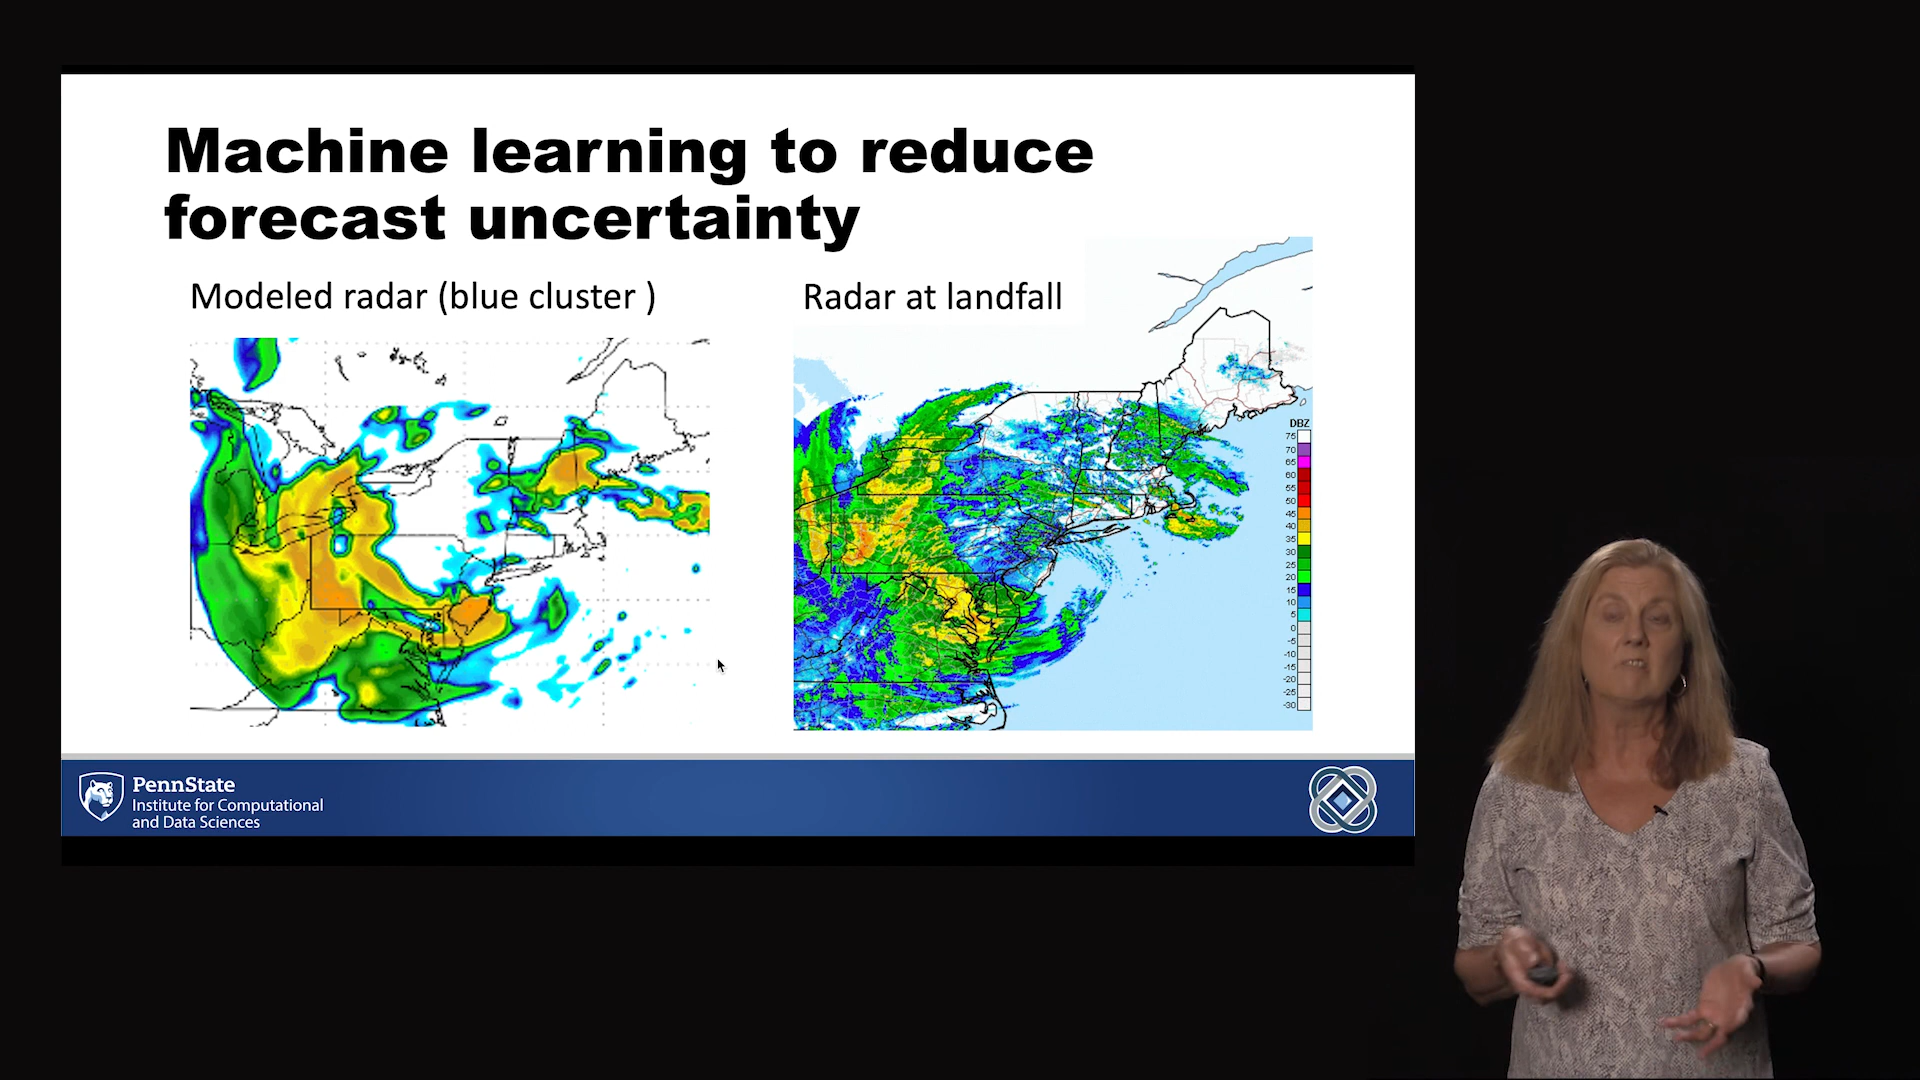 Machine learning to reduce
forecast uncertainty
Modeled radar (blue cluster )
Radar at landfall
DBZ
75
70
65
60
55
50
45
40
35
30
25
20
15
10
5
0
-5
-10
-15
-20
-25
-30
PennState
Institute for Computational
and Data Sciences